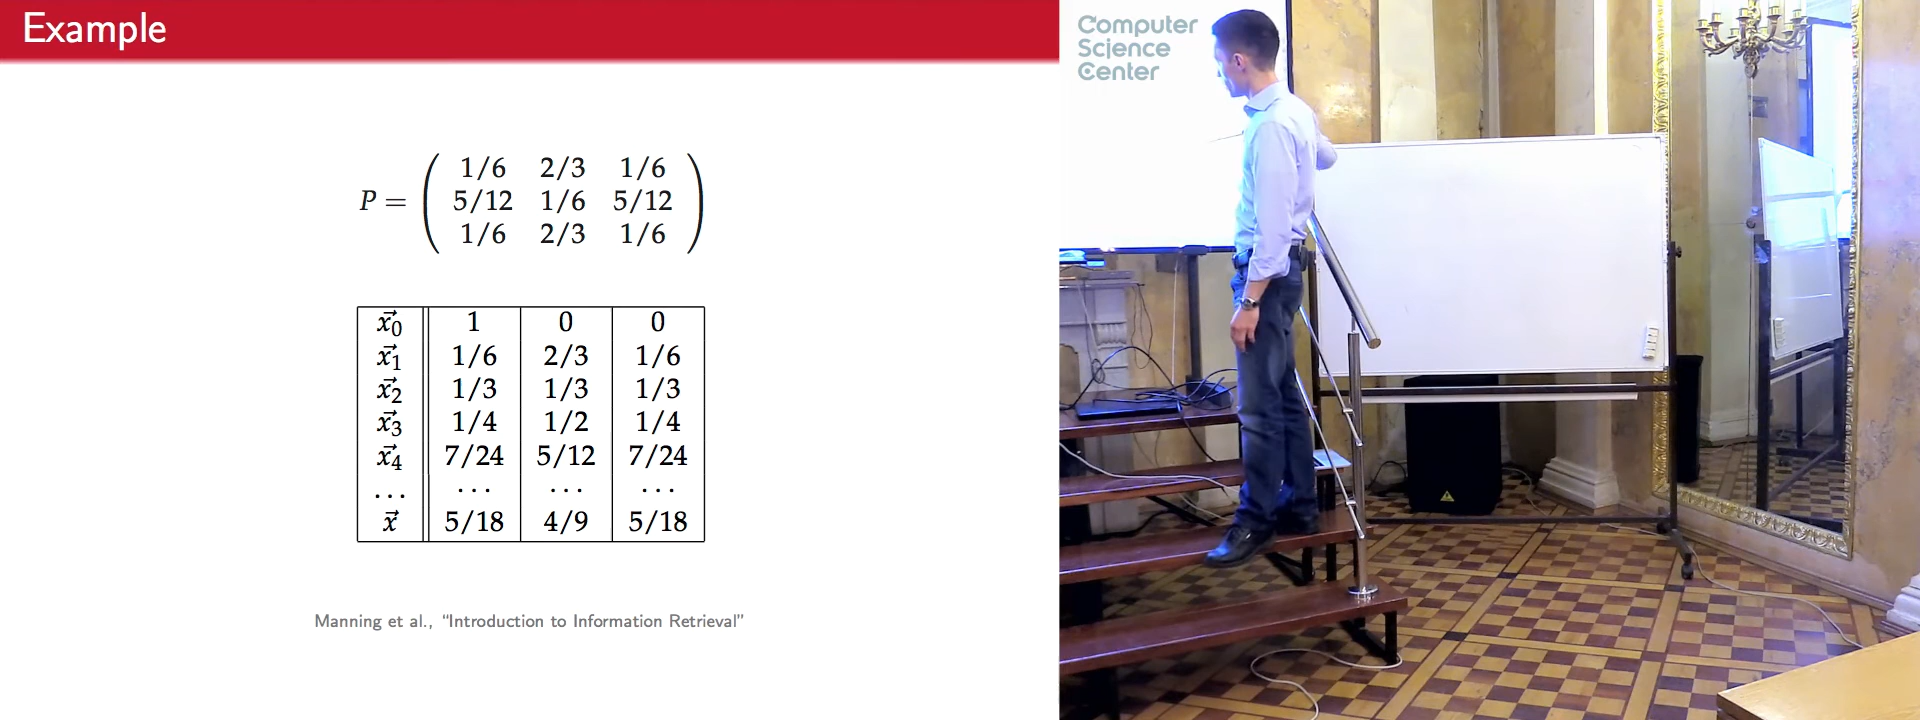 Example
P = ( 1/6 2/3 1/6
5/12 1/6 5/12
1/6 2/3 1/6 )
x⃗0 1 0 0
x⃗1 1/6 2/3 1/6
x⃗2 1/3 1/3 1/3
x⃗3 1/4 1/2 1/4
x⃗4 7/24 5/12 7/24
... ... ... ...
x⃗ 5/18 4/9 5/18
Manning et al., “Introduction to Information Retrieval”
Computer
Science
Center